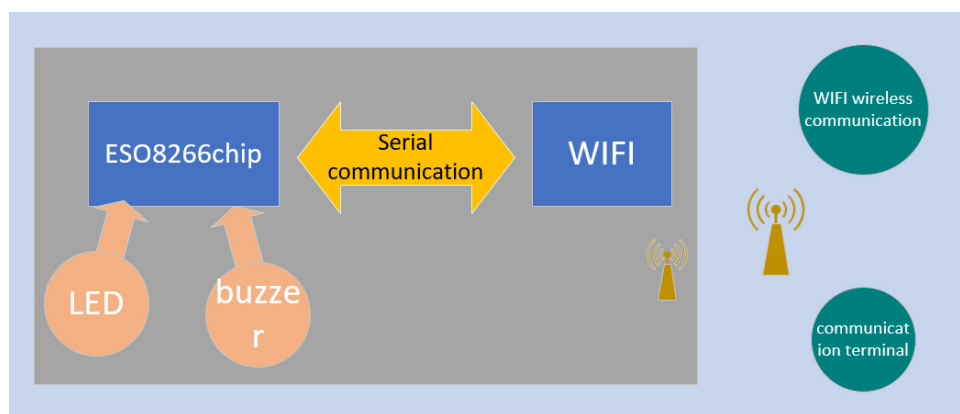 WIFI wireless
communication
ESO8266chip
Serial
communication
WIFI
LED
buzze
r
communicat
ion terminal